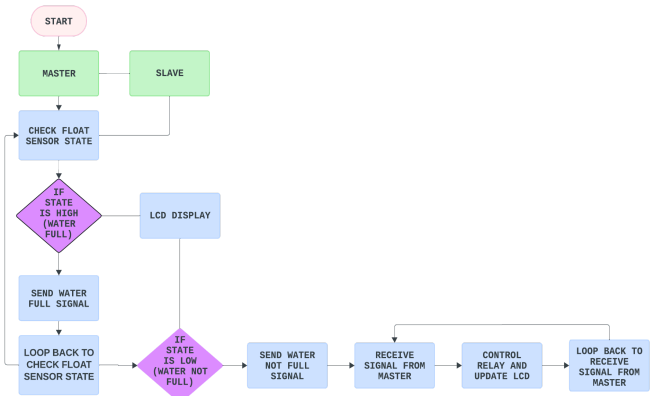 START
MASTER
SLAVE
CHECK FLOAT
SENSOR STATE
IF
STATE
IS HIGH
(WATER
FULL)
LCD DISPLAY
SEND WATER
FULL SIGNAL
LOOP BACK TO
CHECK FLOAT
SENSOR STATE
IF
STATE
IS LOW
(WATER NOT
FULL)
SEND WATER
NOT FULL
SIGNAL
RECEIVE
SIGNAL FROM
MASTER
CONTROL
RELAY AND
UPDATE LCD
LOOP BACK TO
RECEIVE
SIGNAL FROM
MASTER